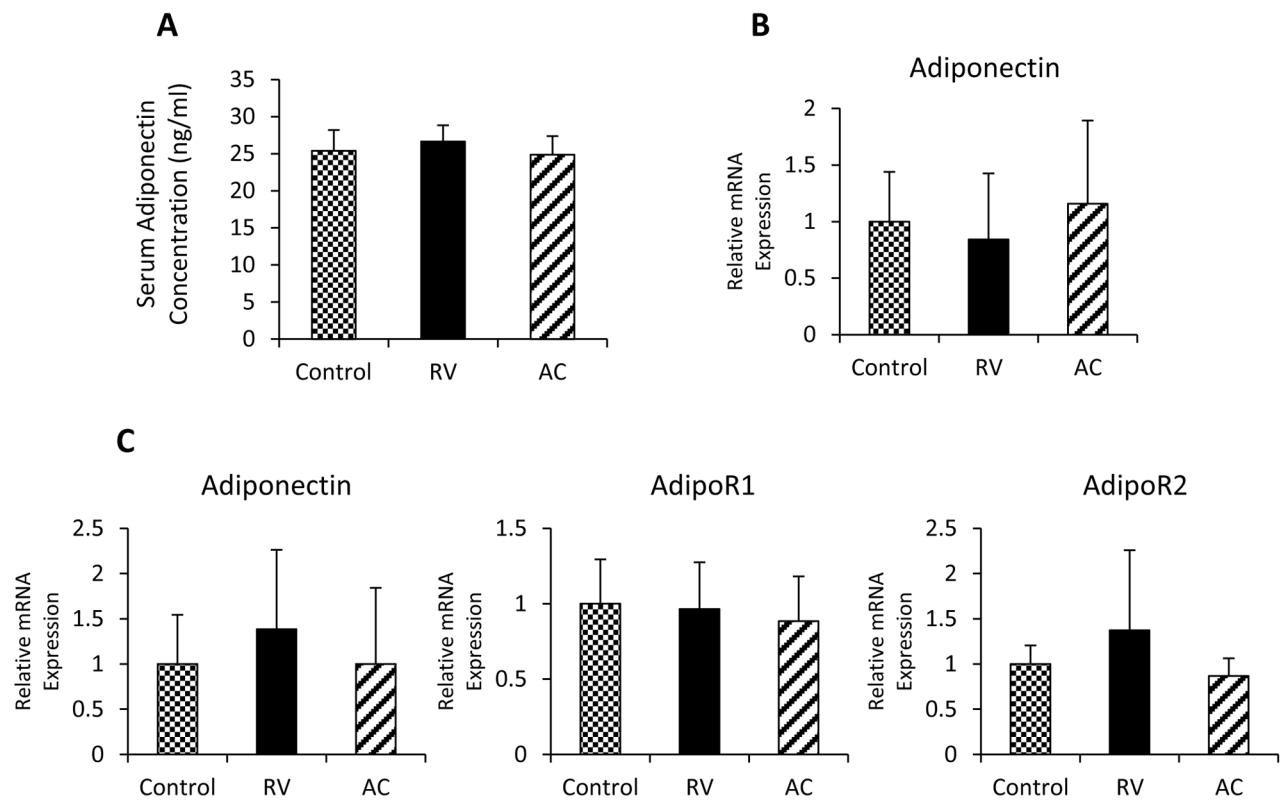 A
Serum Adiponectin
Concentration (ng/ml)
35
30
25
20
15
10
5
0
Control RV AC
B
Adiponectin
Relative mRNA
Expression
2
1.5
1
0.5
0
Control RV AC
C
Adiponectin
Relative mRNA
Expression
2.5
2
1.5
1
0.5
0
Control RV AC
AdipoR1
Relative mRNA
Expression
1.5
1
0.5
0
Control RV AC
AdipoR2
Relative mRNA
Expression
2.5
2
1.5
1
0.5
0
Control RV AC